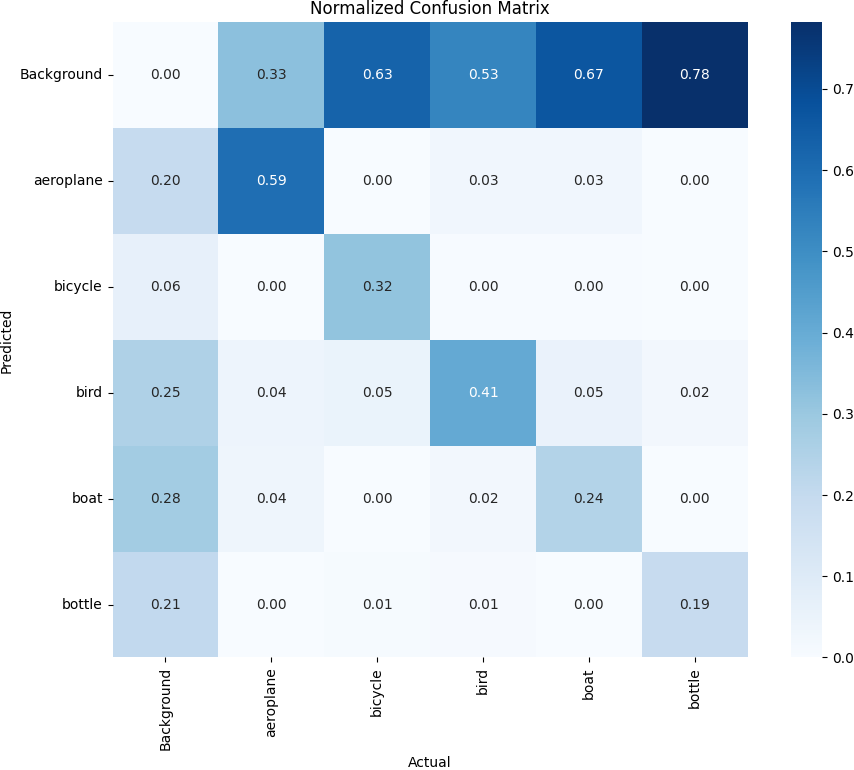 Normalized Confusion Matrix
Background 0.00 0.33 0.63 0.53 0.67 0.78
aeroplane 0.20 0.59 0.00 0.03 0.03 0.00
bicycle 0.06 0.00 0.32 0.00 0.00 0.00
bird 0.25 0.04 0.05 0.41 0.05 0.02
boat 0.28 0.04 0.00 0.02 0.24 0.00
bottle 0.21 0.00 0.01 0.01 0.00 0.19
Predicted
Background aeroplane bicycle bird boat bottle
Actual
0.7
0.6
0.5
0.4
0.3
0.2
0.1
0.0